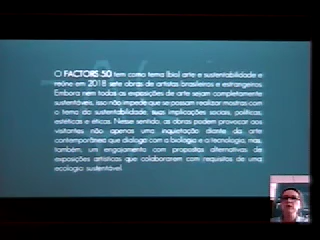 O FACTORS 5.0 tem como tema (bio) arte e sustentabilidade e
reúne em 2018 sete obras de artistas brasileiros e estrangeiros.
Embora nem todas as exposições de arte sejam completamente
sustentáveis, isso não impede que se possam realizar mostras com
o tema da sustentabilidade, suas implicações sociais, políticas,
estéticas e éticas. Nesse sentido, as obras podem provocar aos
visitantes não apenas uma inquietação diante da arte
contemporânea que dialoga com a biologia e a tecnologia, mas,
também, um engajamento com propostas alternativas de
exposições artísticas que colaborarem com requisitos de uma
ecologia sustentável.